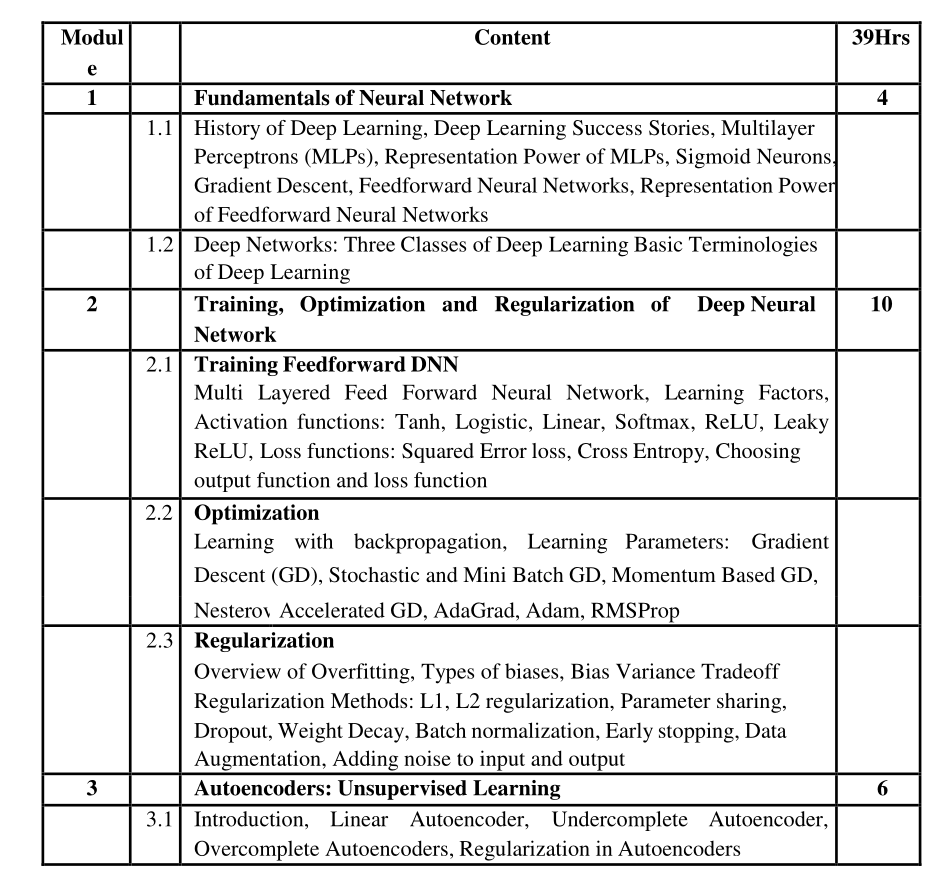 Modul Content 39Hrs
e
1 Fundamentals of Neural Network 4
1.1 History of Deep Learning, Deep Learning Success Stories, Multilayer
Perceptrons (MLPs), Representation Power of MLPs, Sigmoid Neurons,
Gradient Descent, Feedforward Neural Networks, Representation Power
of Feedforward Neural Networks
1.2 Deep Networks: Three Classes of Deep Learning Basic Terminologies
of Deep Learning
2 Training, Optimization and Regularization of Deep Neural 10
Network
2.1 Training Feedforward DNN
Multi Layered Feed Forward Neural Network, Learning Factors,
Activation functions: Tanh, Logistic, Linear, Softmax, ReLU, Leaky
ReLU, Loss functions: Squared Error loss, Cross Entropy, Choosing
output function and loss function
2.2 Optimization
Learning with backpropagation, Learning Parameters: Gradient
Descent (GD), Stochastic and Mini Batch GD, Momentum Based GD,
Nesterov Accelerated GD, AdaGrad, Adam, RMSProp
2.3 Regularization
Overview of Overfitting, Types of biases, Bias Variance Tradeoff
Regularization Methods: L1, L2 regularization, Parameter sharing,
Dropout, Weight Decay, Batch normalization, Early stopping, Data
Augmentation, Adding noise to input and output
3 Autoencoders: Unsupervised Learning 6
3.1 Introduction, Linear Autoencoder, Undercomplete Autoencoder,
Overcomplete Autoencoders, Regularization in Autoencoders